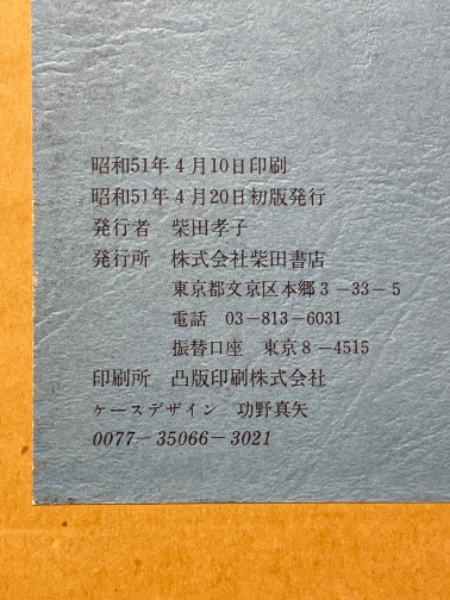 昭和51年4月10日印刷
昭和51年4月20日初版発行
発行者 柴田孝子
発行所 株式会社柴田書店
東京都文京区本郷3-33-5
電話 03-813-6031
振替口座 東京8-4515
印刷所 凸版印刷株式会社
ケースデザイン 功野真矢
0077-35066-3021